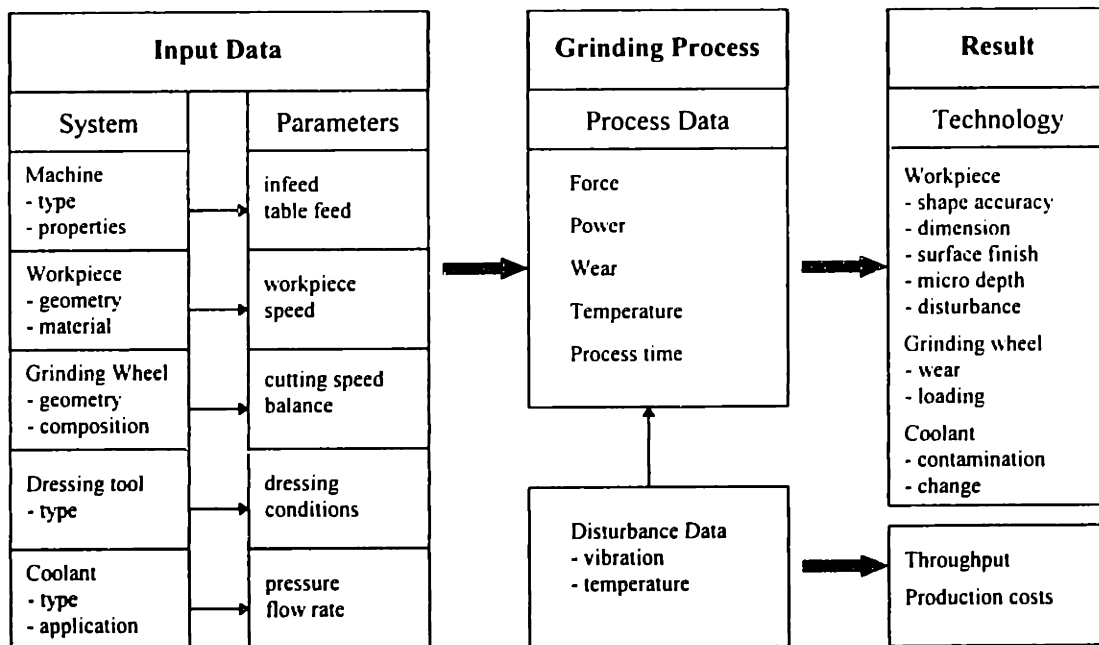 Input Data
System
Parameters
Machine
- type
- properties
infeed
table feed
Workpiece
- geometry
- material
workpiece
speed
Grinding Wheel
- geometry
- composition
cutting speed
balance
Dressing tool
- type
dressing
conditions
Coolant
- type
- application
pressure
flow rate
Grinding Process
Process Data
Force
Power
Wear
Temperature
Process time
Disturbance Data
- vibration
- temperature
Result
Technology
Workpiece
- shape accuracy
- dimension
- surface finish
- micro depth
- disturbance
Grinding wheel
- wear
- loading
Coolant
- contamination
- change
Throughput
Production costs